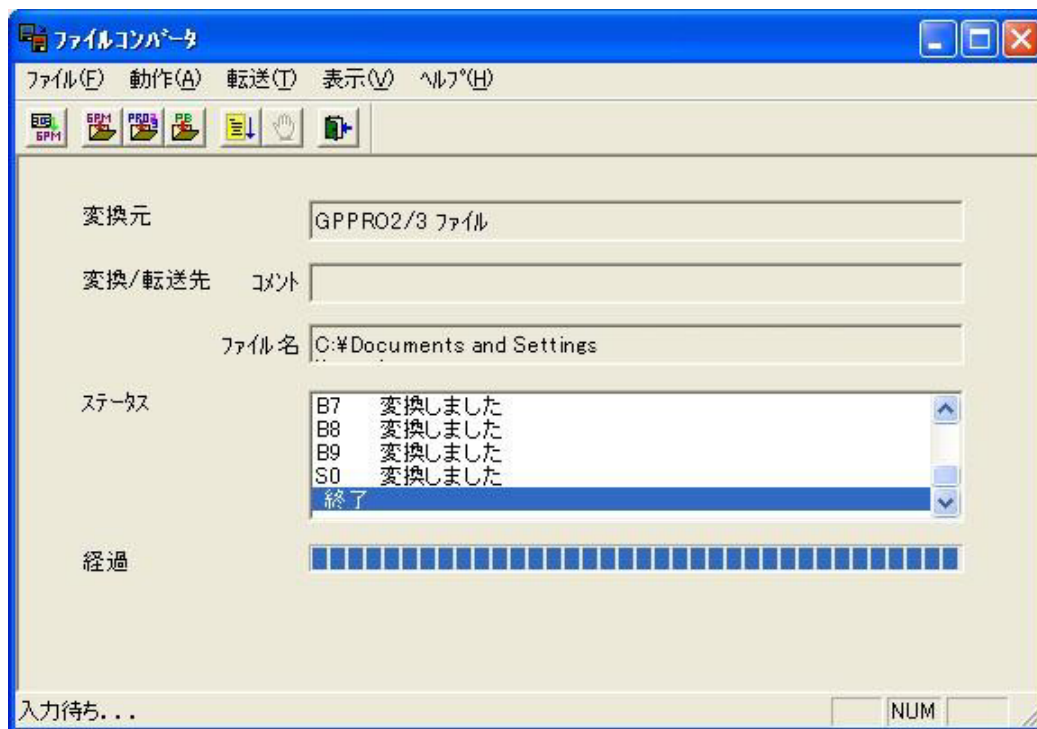 ﾌｧｲﾙｺﾝﾊﾞｰﾀ
ﾌｧｲﾙ(F) 動作(A) 転送(T) 表示(V) ﾍﾙﾌﾟ(H)
GPM GPM PROJ PB
変換元 GPPRO2/3 ﾌｧｲﾙ
変換/転送先 ｺﾒﾝﾄ
ﾌｧｲﾙ名 C:¥Documents and Settings
ｽﾃｰﾀｽ
B7 変換しました
B8 変換しました
B9 変換しました
S0 変換しました
終了
経過
入力待ち... NUM